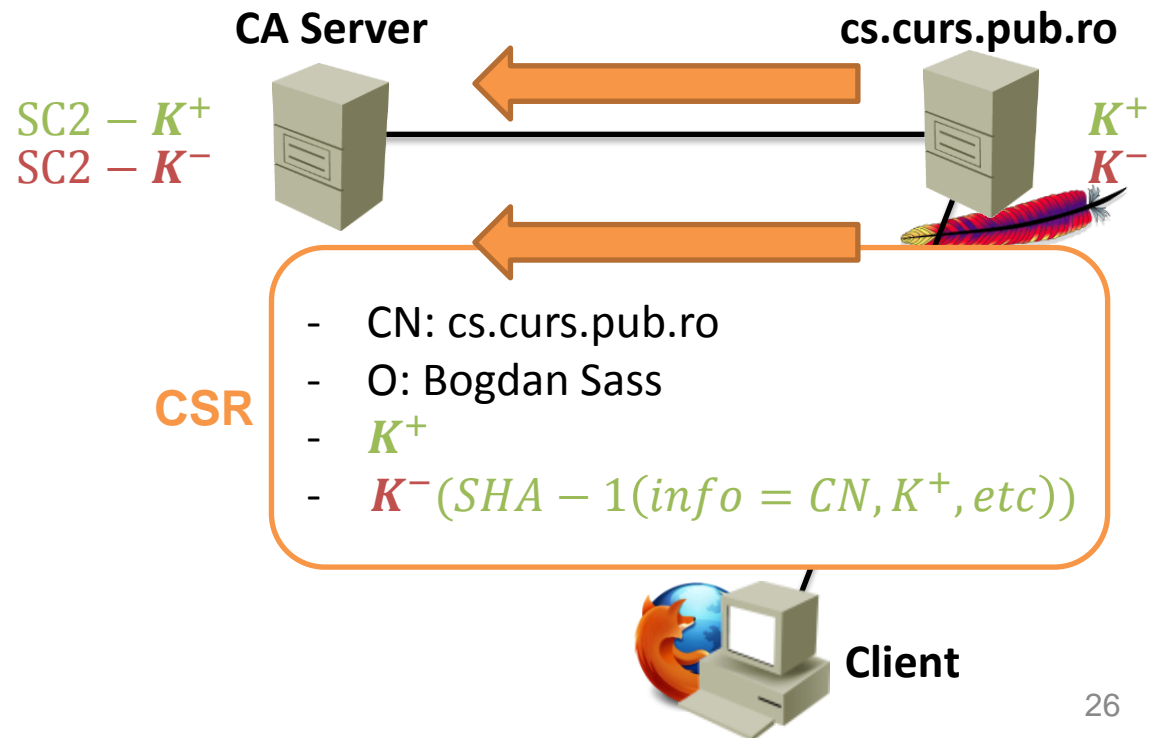 CA Server
cs.curs.pub.ro
SC2 − K⁺
SC2 − K⁻
K⁺
K⁻
CSR
- CN: cs.curs.pub.ro
- O: Bogdan Sass
- K⁺
- K⁻(SHA − 1(info = CN, K⁺, etc))
Client
26